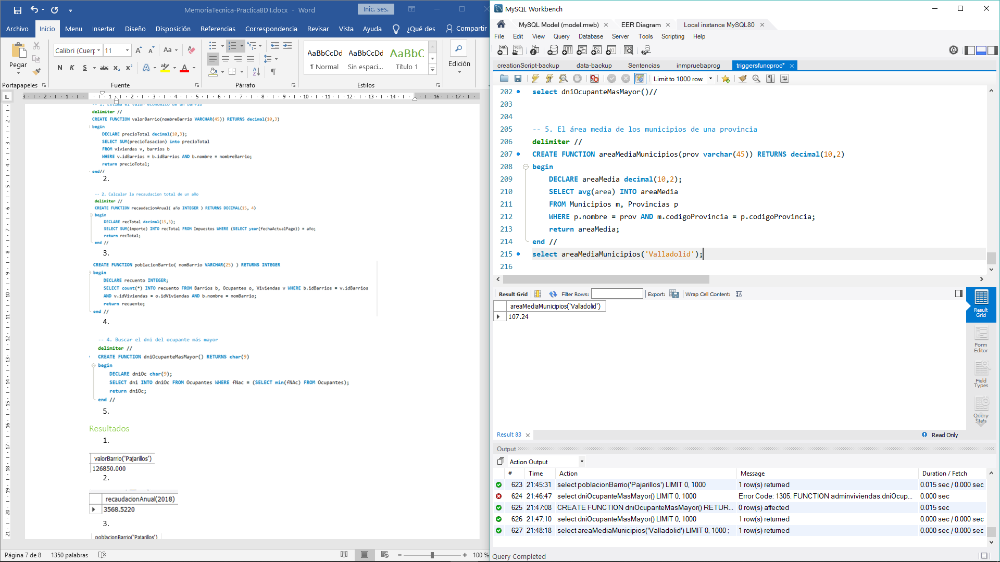 MemoriaTecnica-PracticaBDII.docx - Word
Inic. ses.
Archivo Inicio Menu Insertar Diseño Disposición Referencias Correspondencia Revisar Vista Ayuda ¿Qué des Compartir
Pegar
Calibri (Cuerp 11
Aa
N K S abc x₂ x²
AaBbCcDd AaBbCcDd AaBbC
¶ Normal Sin espaci... Título 1
Edición
Portapapeles Fuente Párrafo Estilos
-- 1. Estima el valor economico de un barrio
delimiter //
CREATE FUNCTION valorBarrio(nombreBarrio VARCHAR(45)) RETURNS decimal(10,3)
begin
DECLARE precioTotal decimal(10,3);
SELECT SUM(precioTasacion) into precioTotal
FROM viviendas v, barrios b
WHERE v.idBarrios = b.idBarrios AND b.nombre = nombreBarrio;
return precioTotal;
end//
2.
-- 2. Calcular la recaudacion total de un año
delimiter //
CREATE FUNCTION recaudacionAnual( año INTEGER ) RETURNS DECIMAL(15, 4)
begin
DECLARE recTotal decimal(15,3);
SELECT SUM(importe) INTO recTotal FROM Impuestos WHERE (SELECT year(fechaActualPago)) = año;
return recTotal;
end //
3.
CREATE FUNCTION poblacionBarrio( nomBarrio VARCHAR(25) ) RETURNS INTEGER
begin
DECLARE recuento INTEGER;
SELECT count(*) INTO recuento FROM Barrios b, Ocupantes o, Viviendas v WHERE b.idBarrios = v.idBarrios
AND v.idViviendas = o.idViviendas AND b.nombre = nomBarrio;
return recuento;
end //
4.
-- 4. Buscar el dni del ocupante más mayor
delimiter //
CREATE FUNCTION dniOcupanteMasMayor() RETURNS char(9)
begin
DECLARE dniOc char(9);
SELECT dni INTO dniOc FROM Ocupantes WHERE fNac = (SELECT min(fNAc) FROM Ocupantes);
return dniOc;
end //
5.
Resultados
1.
valorBarrio('Pajarillos')
126850.000
2.
recaudacionAnual(2018)
3568.5220
3.
poblacionBarrio('Pajarillos')
Página 7 de 8 1350 palabras
100 %
MySQL Workbench
MySQL Model (model.mwb) EER Diagram Local instance MySQL80
File Edit View Query Database Server Tools Scripting Help
creationScript-backup data-backup Sentencias inmpruebaprog triggersfuncproc*
Limit to 1000 row
202 select dniOcupanteMasMayor()//
203
204
205 -- 5. El área media de los municipios de una provincia
206 delimiter //
207 CREATE FUNCTION areaMediaMunicipios(prov varchar(45)) RETURNS decimal(10,2)
208 begin
209 DECLARE areaMedia decimal(10,2);
210 SELECT avg(area) INTO areaMedia
211 FROM Municipios m, Provincias p
212 WHERE p.nombre = prov AND m.codigoProvincia = p.codigoProvincia;
213 return areaMedia;
214 end //
215 select areaMediaMunicipios('Valladolid');
216
Result Grid Filter Rows: Export: Wrap Cell Content:
areaMediaMunicipios('Valladolid')
107.24
Result Grid
Form Editor
Field Types
Query Stats
Result 83
Read Only
Output
Action Output
# Time Action Message Duration / Fetch
623 21:45:31 select poblacionBarrio('Pajarillos') LIMIT 0, 1000 1 row(s) returned 0.015 sec / 0.000 sec
624 21:46:47 select dniOcupanteMasMayor() LIMIT 0, 1000 Error Code: 1305. FUNCTION adminviviendas.dniOcup... 0.000 sec
625 21:47:08 CREATE FUNCTION dniOcupanteMasMayor() RETUR... 0 row(s) affected 0.015 sec
626 21:47:10 select dniOcupanteMasMayor() LIMIT 0, 1000 1 row(s) returned 0.000 sec / 0.000 sec
627 21:48:18 select areaMediaMunicipios('Valladolid') LIMIT 0, 1000 ; 1 row(s) returned 0.000 sec / 0.000 sec
Query Completed